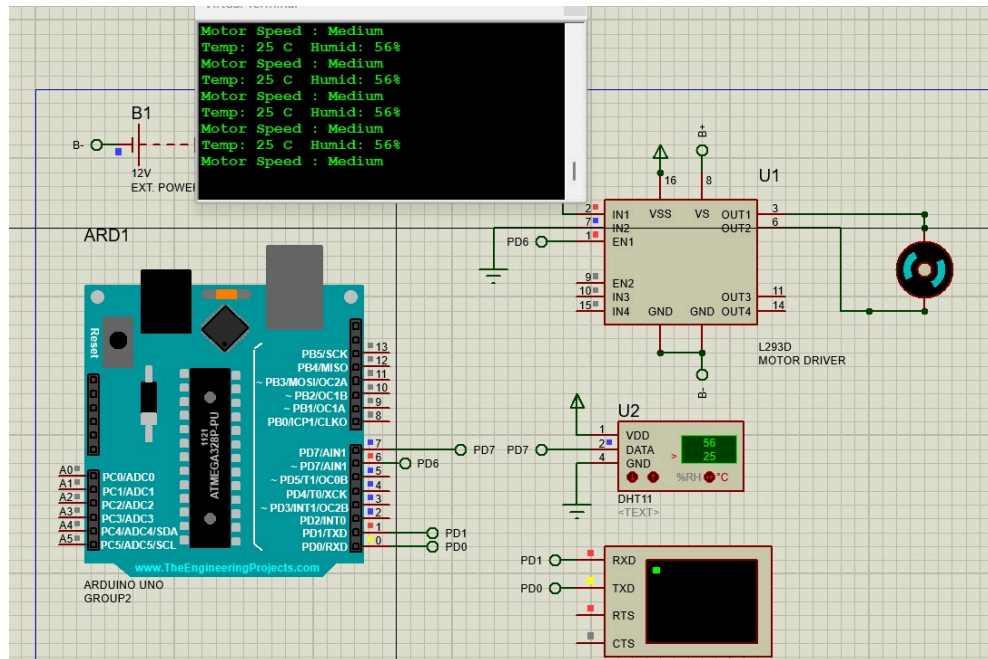 Virtual Terminal
Motor Speed : Medium
Temp: 25 C Humid: 56%
Motor Speed : Medium
Temp: 25 C Humid: 56%
Motor Speed : Medium
Temp: 25 C Humid: 56%
Motor Speed : Medium
Temp: 25 C Humid: 56%
Motor Speed : Medium
B1
B-
12V
EXT. POWE
ARD1
Reset
1121
ATMEGA328P-PU
PB5/SCK 13
PB4/MISO 12
~ PB3/MOSI/OC2A 11
~ PB2/OC1B 10
~ PB1/OC1A 9
PB0/ICP1/CLKO 8
PD7/AIN1 7 PD7
~ PD7/AIN1 6 PD6
~ PD5/T1/OC0B 5
PD4/T0/XCK 4
~ PD3/INT1/OC2B 3
PD2/INT0 2
PD1/TXD 1 PD1
PD0/RXD 0 PD0
A0 PC0/ADC0
A1 PC1/ADC1
A2 PC2/ADC2
A3 PC3/ADC3
A4 PC4/ADC4/SDA
A5 PC5/ADC5/SCL
www.TheEngineeringProjects.com
ARDUINO UNO
GROUP2
B+
16 8
U1
2 IN1 VSS VS OUT1 3
7 IN2 OUT2 6
PD6 1 EN1
9 EN2
10 IN3 OUT3 11
15 IN4 GND GND OUT4 14
L293D
MOTOR DRIVER
B-
U2
1 VDD
PD7 2 DATA
4 GND
56
> 25
%RH °C
DHT11
<TEXT>
PD1 RXD
PD0 TXD
RTS
CTS